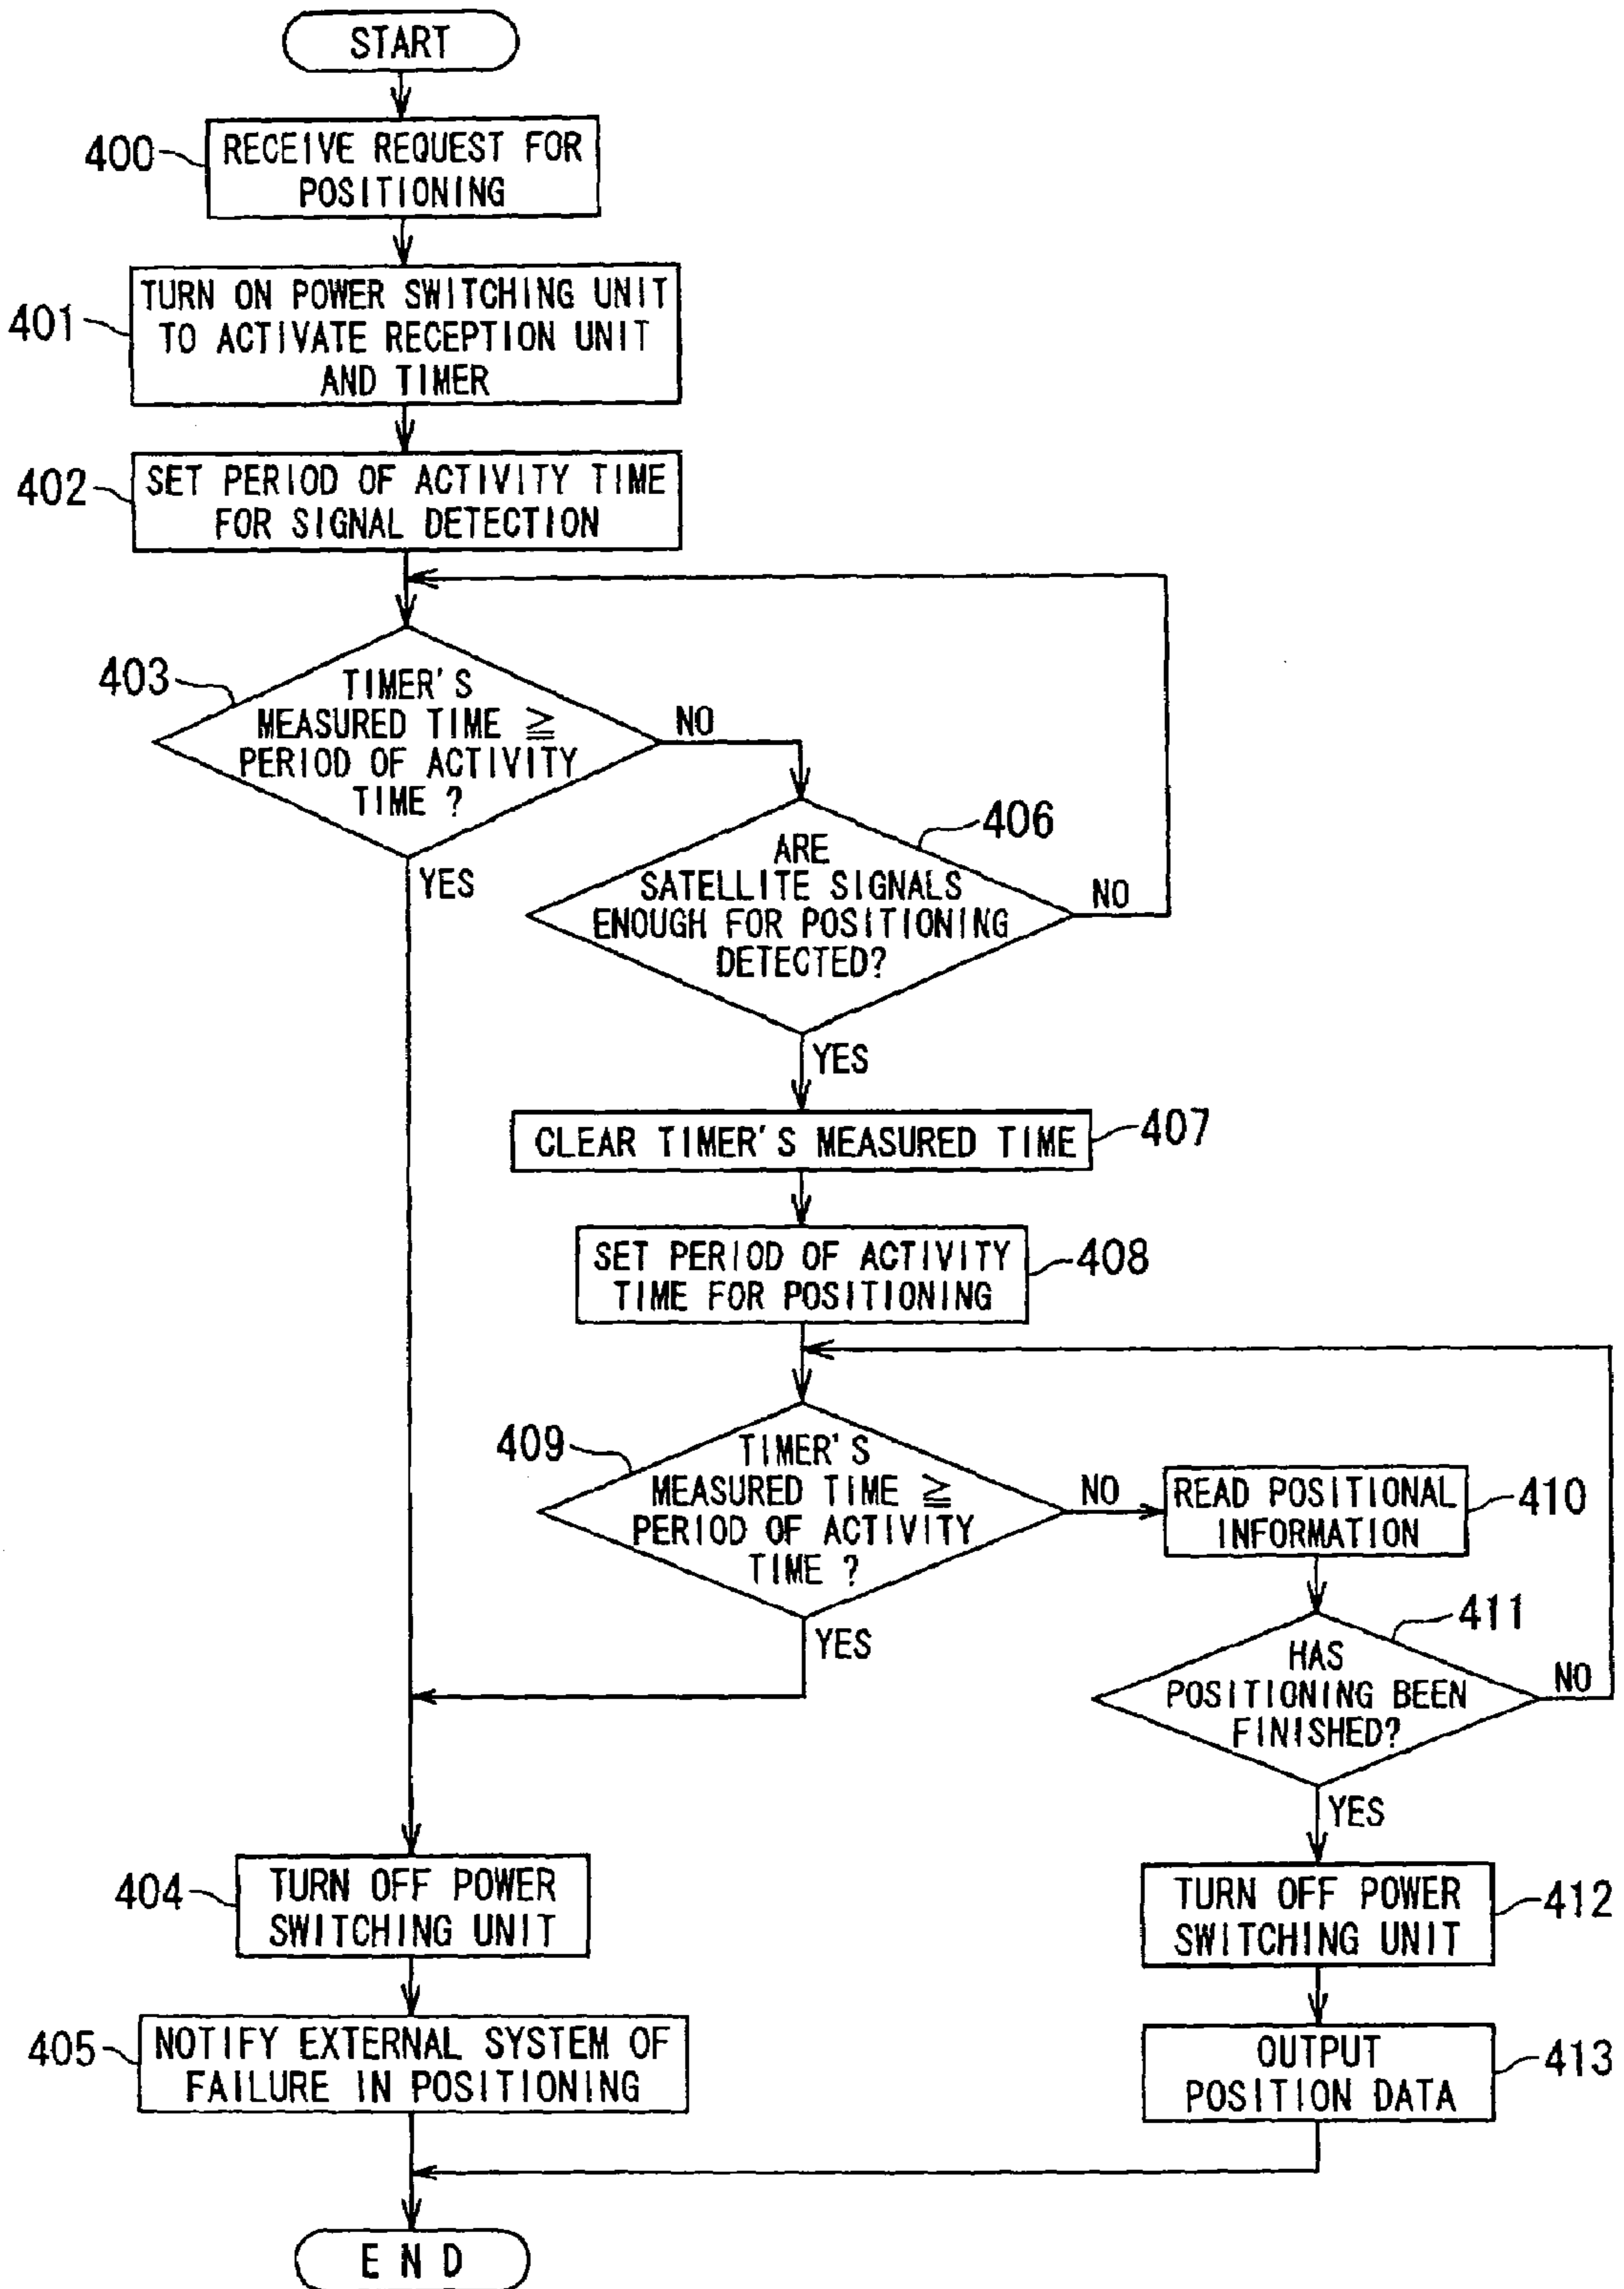 START
400
RECEIVE REQUEST FOR
POSITIONING
401
TURN ON POWER SWITCHING UNIT
TO ACTIVATE RECEPTION UNIT
AND TIMER
402
SET PERIOD OF ACTIVITY TIME
FOR SIGNAL DETECTION
403
TIMER'S
MEASURED TIME ≧
PERIOD OF ACTIVITY
TIME ?
NO
YES
406
ARE
SATELLITE SIGNALS
ENOUGH FOR POSITIONING
DETECTED?
NO
YES
CLEAR TIMER'S MEASURED TIME
407
SET PERIOD OF ACTIVITY
TIME FOR POSITIONING
408
409
TIMER'S
MEASURED TIME ≧
PERIOD OF ACTIVITY
TIME ?
NO
YES
READ POSITIONAL
INFORMATION
410
411
HAS
POSITIONING BEEN
FINISHED?
NO
YES
404
TURN OFF POWER
SWITCHING UNIT
TURN OFF POWER
SWITCHING UNIT
412
405
NOTIFY EXTERNAL SYSTEM OF
FAILURE IN POSITIONING
OUTPUT
POSITION DATA
413
END